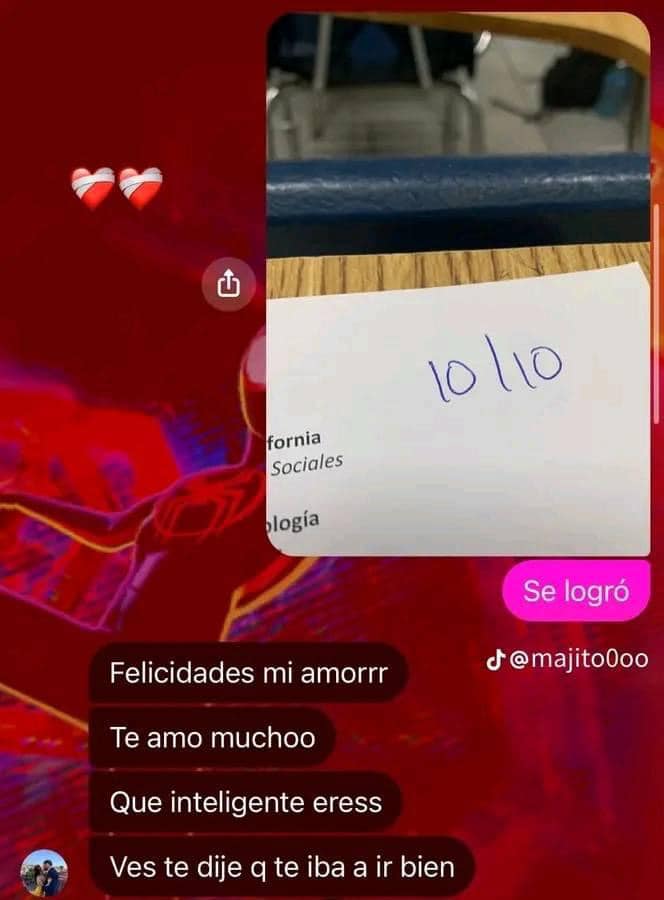 10/10
fornia
Sociales
ología
Se logró
@majito0oo
Felicidades mi amorrr
Te amo muchoo
Que inteligente eress
Ves te dije q te iba a ir bien